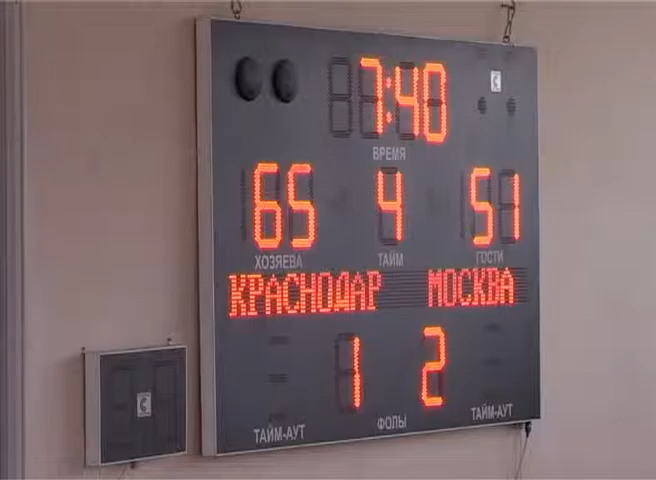 7:40
ВРЕМЯ
65 4 51
ХОЗЯЕВА ТАЙМ ГОСТИ
КРАСНОДАР МОСКВА
1 2
ТАЙМ-АУТ ФОЛЫ ТАЙМ-АУТ